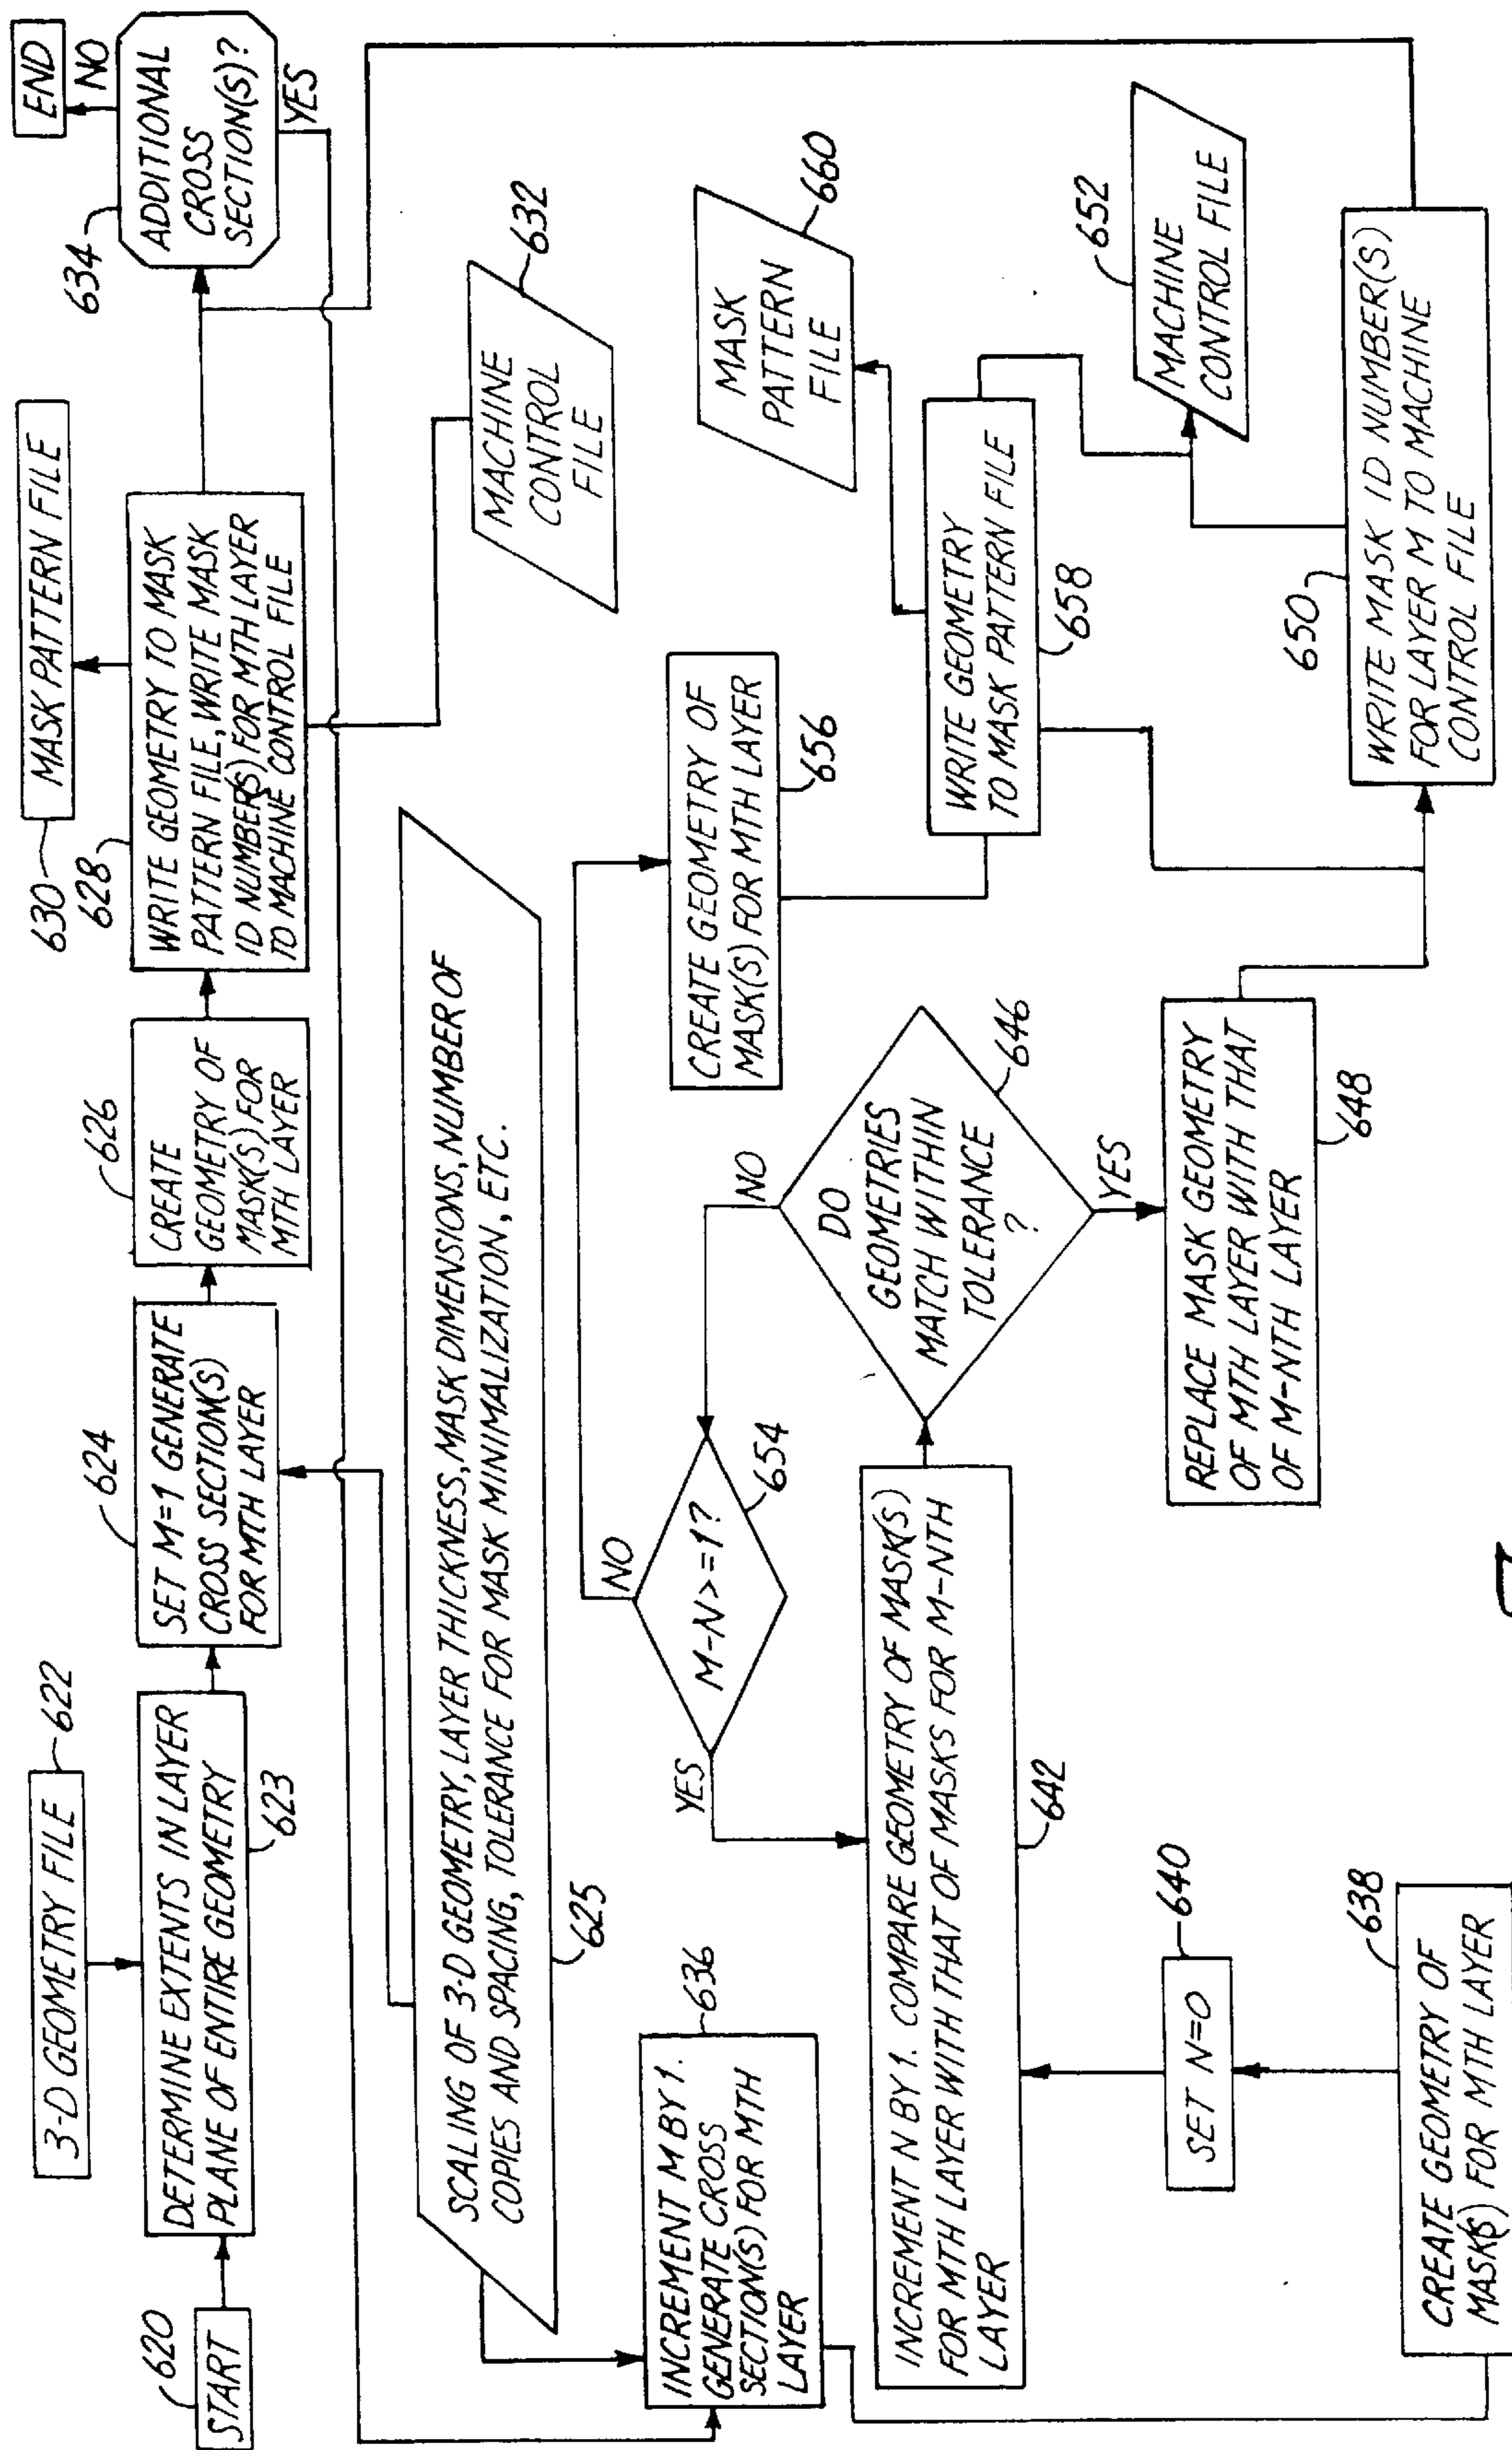 620
START
3-D GEOMETRY FILE
622
DETERMINE EXTENTS IN LAYER
PLANE OF ENTIRE GEOMETRY
623
624
SET M=1 GENERATE
CROSS SECTION(S)
FOR MTH LAYER
626
CREATE
GEOMETRY OF
MASK(S) FOR
MTH LAYER
628
WRITE GEOMETRY TO MASK
PATTERN FILE, WRITE MASK
ID NUMBER(S) FOR MTH LAYER
TO MACHINE CONTROL FILE
630
MASK PATTERN FILE
634
ADDITIONAL
CROSS
SECTION(S)?
NO
END
YES
632
MACHINE
CONTROL
FILE
SCALING OF 3-D GEOMETRY, LAYER THICKNESS, MASK DIMENSIONS, NUMBER OF
COPIES AND SPACING, TOLERANCE FOR MASK MINIMALIZATION, ETC.
625
636
INCREMENT M BY 1.
GENERATE CROSS
SECTION(S) FOR MTH
LAYER
638
CREATE GEOMETRY OF
MASK(S) FOR MTH LAYER
640
SET N=0
642
INCREMENT N BY 1. COMPARE GEOMETRY OF MASK(S)
FOR MTH LAYER WITH THAT OF MASKS FOR M-NTH
LAYER
YES
M-N>=1?
654
NO
NO
DO
GEOMETRIES
MATCH WITHIN
TOLERANCE
?
646
YES
REPLACE MASK GEOMETRY
OF MTH LAYER WITH THAT
OF M-NTH LAYER
648
CREATE GEOMETRY OF
MASK(S) FOR MTH LAYER
656
WRITE GEOMETRY
TO MASK PATTERN FILE
658
MASK
PATTERN
FILE
660
MACHINE
CONTROL FILE
652
650
WRITE MASK ID NUMBER(S)
FOR LAYER M TO MACHINE
CONTROL FILE